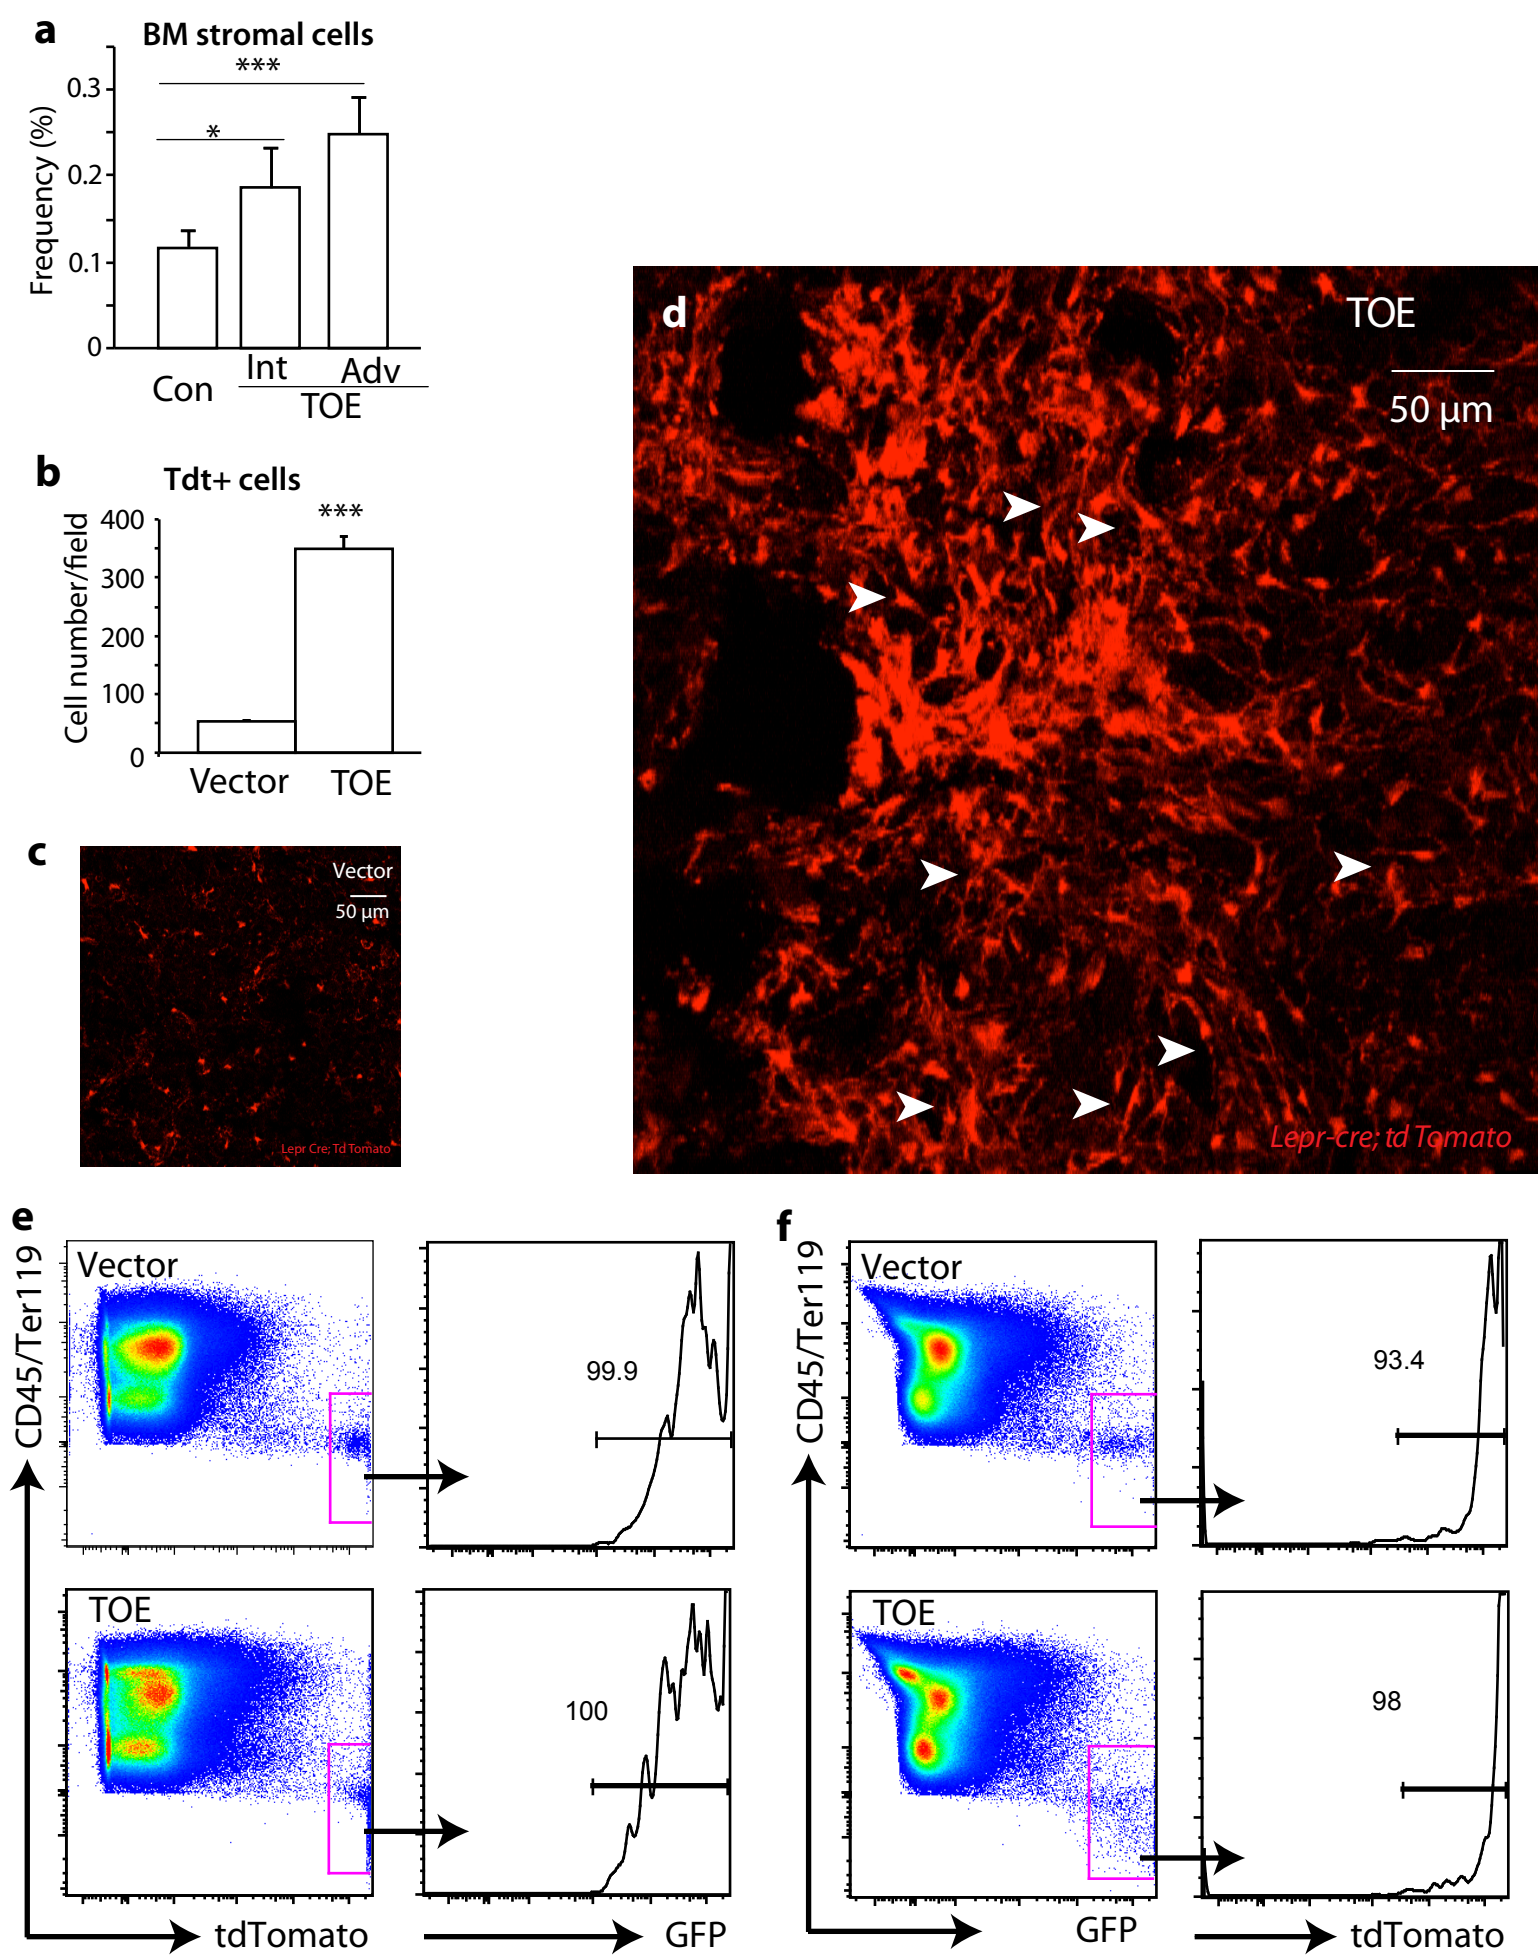 a
BM stromal cells
***
*
Frequency (%)
0.3
0.2
0.1
0
Con
Int
Adv
TOE
b
Tdt+ cells
***
Cell number/field
400
300
200
100
0
Vector
TOE
c
Vector
50 µm
Lepr Cre; Td Tomato
d
TOE
50 µm
Lepr-cre; td Tomato
e
CD45/Ter119
Vector
99.9
TOE
100
tdTomato
GFP
f
CD45/Ter119
Vector
93.4
TOE
98
GFP
tdTomato